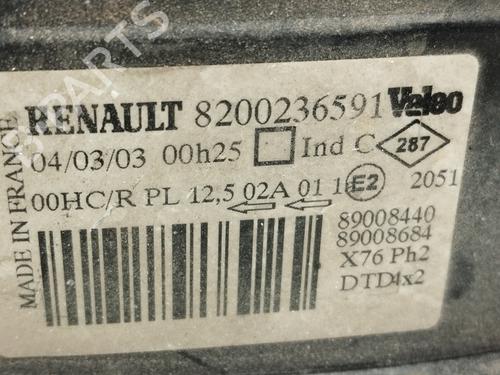 RENAULT 8200236591 Valeo
04/03/03 00h25 Ind C 287
00HC/R PL 12,5 02A 01 1 E2 2051
89008440
89008684
X76 Ph2
DTD4x2
MADE IN FRANCE
PARTS